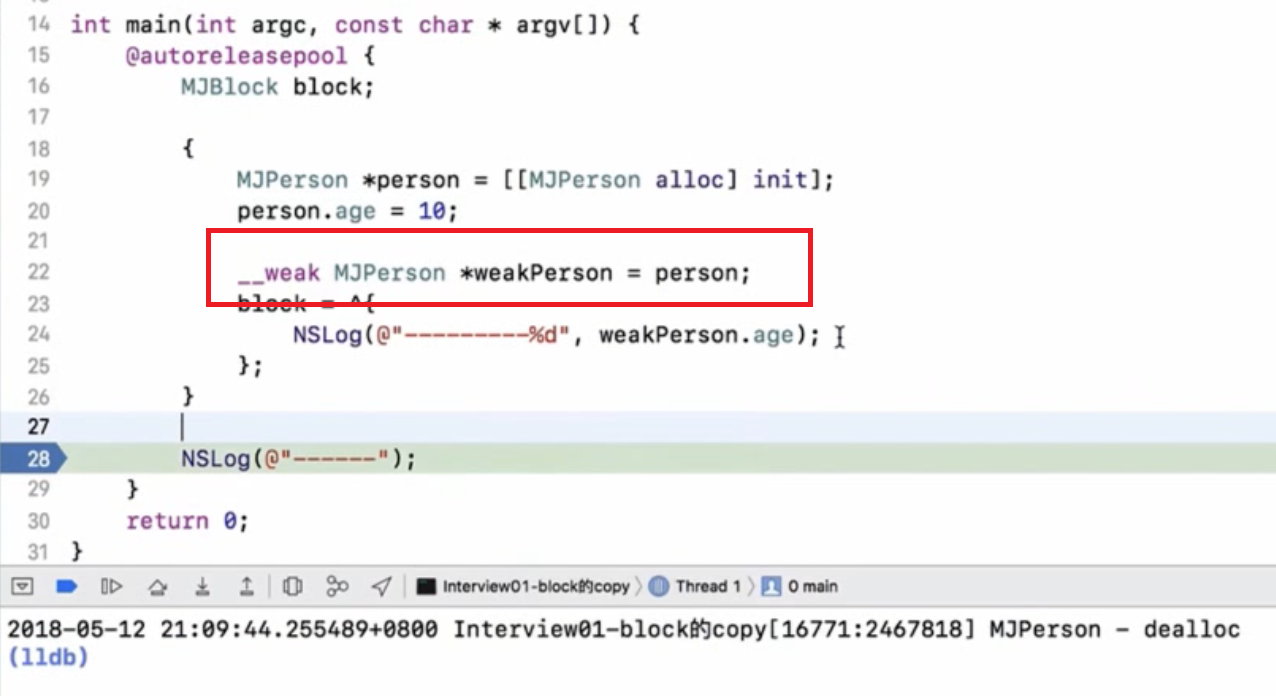 14 int main(int argc, const char * argv[]) {
15 @autoreleasepool {
16 MJBlock block;
17
18 {
19 MJPerson *person = [[MJPerson alloc] init];
20 person.age = 10;
21
22 __weak MJPerson *weakPerson = person;
23 block = ^{
24 NSLog(@"---------%d", weakPerson.age);
25 };
26 }
27
28 NSLog(@"------");
29 }
30 return 0;
31 }
Interview01-block的copy Thread 1 0 main
2018-05-12 21:09:44.255489+0800 Interview01-block的copy[16771:2467818] MJPerson - dealloc
(lldb)